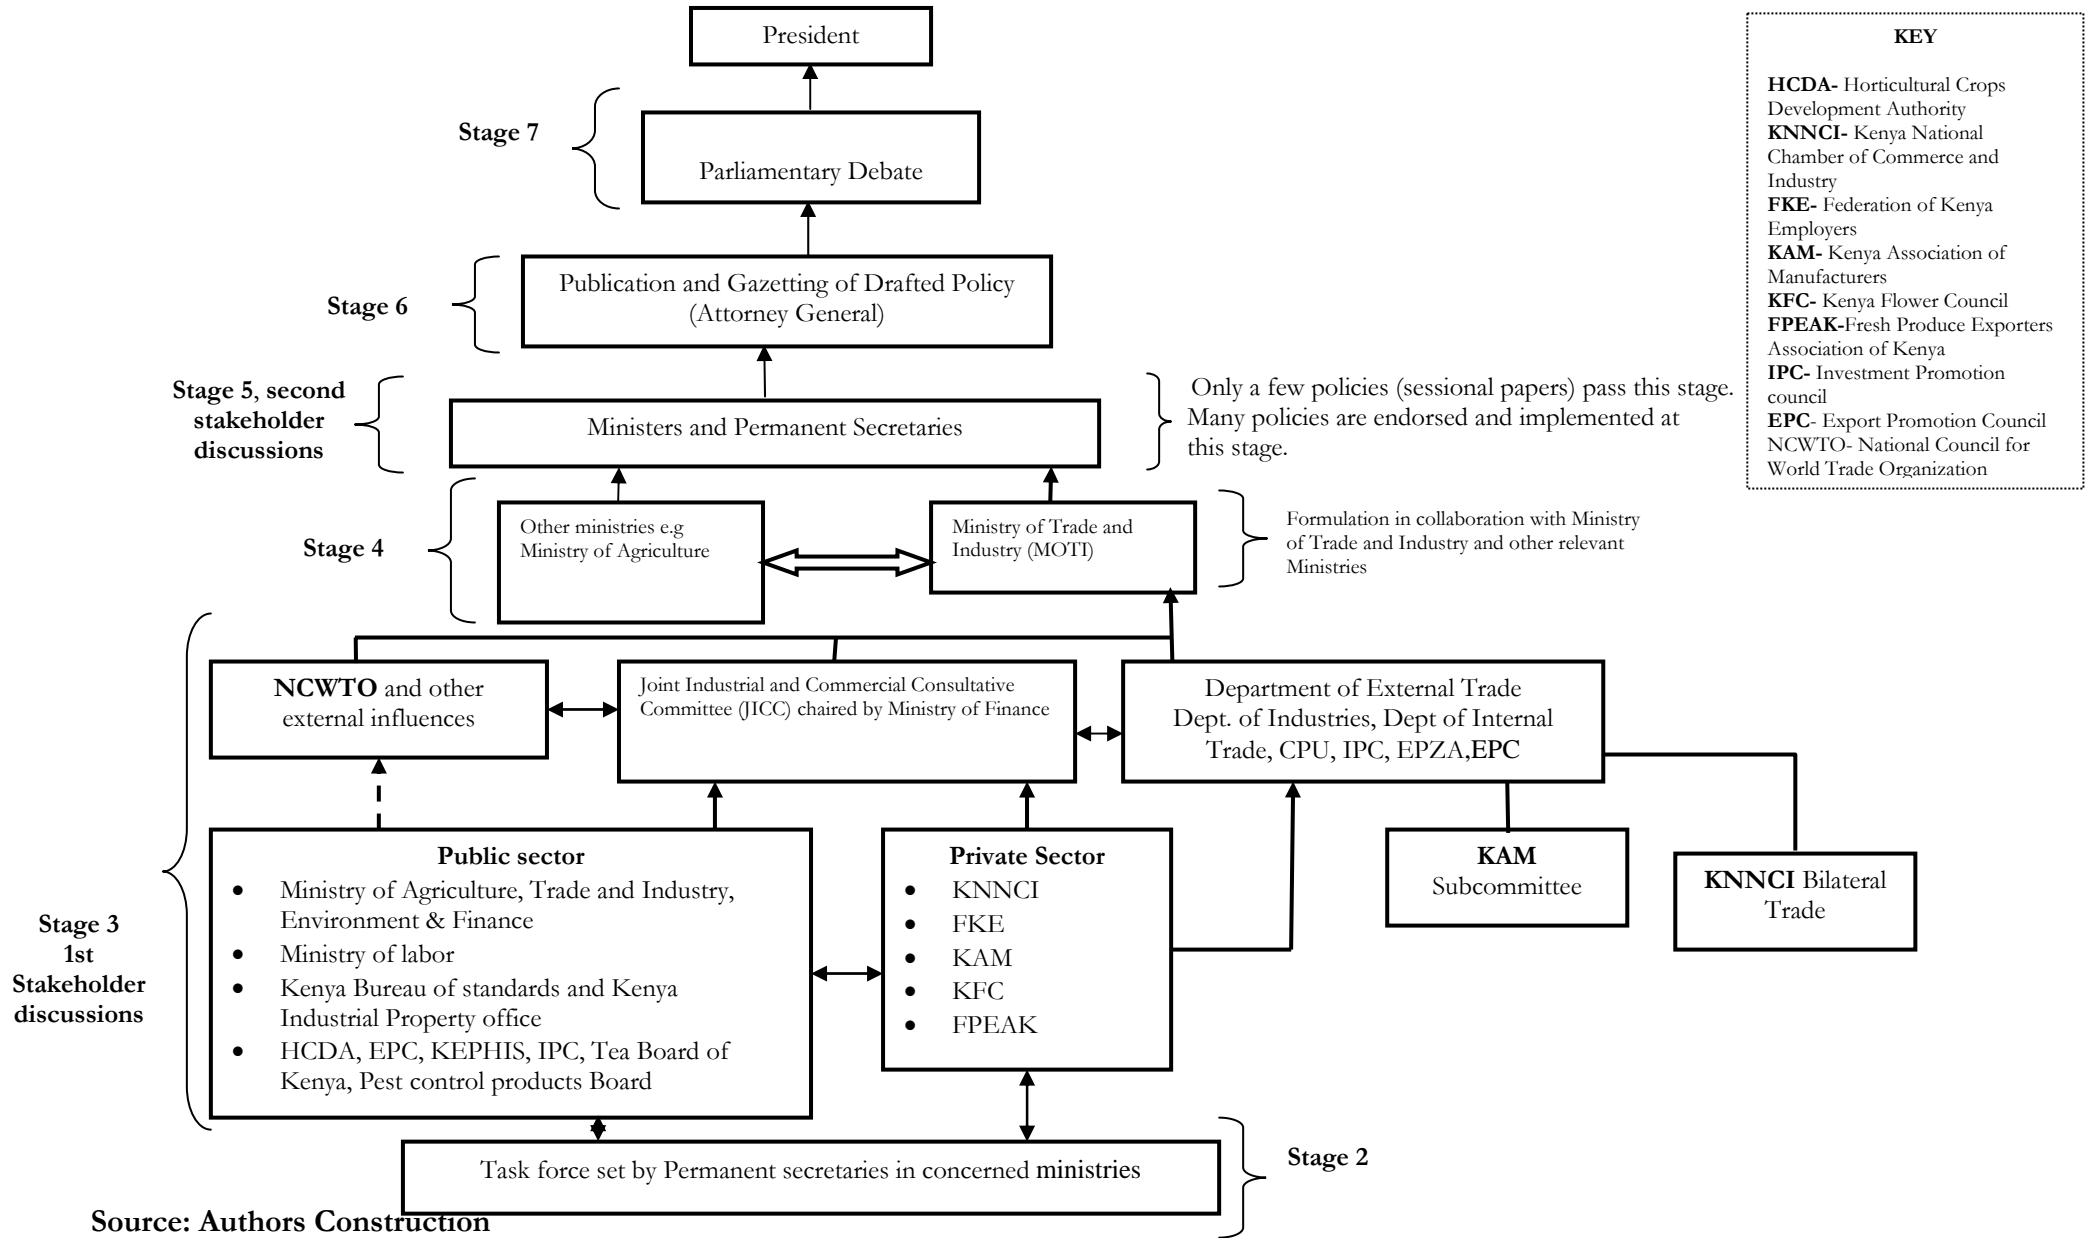 President
KEY
HCDA- Horticultural Crops
Development Authority
KNNCI- Kenya National
Chamber of Commerce and
Industry
FKE- Federation of Kenya
Employers
KAM- Kenya Association of
Manufacturers
KFC- Kenya Flower Council
FPEAK-Fresh Produce Exporters
Association of Kenya
IPC- Investment Promotion
council
EPC- Export Promotion Council
NCWTO- National Council for
World Trade Organization
Stage 7
Parliamentary Debate
Stage 6
Publication and Gazetting of Drafted Policy
(Attorney General)
Stage 5, second
stakeholder
discussions
Ministers and Permanent Secretaries
Only a few policies (sessional papers) pass this stage.
Many policies are endorsed and implemented at
this stage.
Stage 4
Other ministries e.g
Ministry of Agriculture
Ministry of Trade and
Industry (MOTI)
Formulation in collaboration with Ministry
of Trade and Industry and other relevant
Ministries
NCWTO and other
external influences
Joint Industrial and Commercial Consultative
Committee (JICC) chaired by Ministry of Finance
Department of External Trade
Dept. of Industries, Dept of Internal
Trade, CPU, IPC, EPZA,EPC
Stage 3
1st
Stakeholder
discussions
Public sector
• Ministry of Agriculture, Trade and Industry,
Environment & Finance
• Ministry of labor
• Kenya Bureau of standards and Kenya
Industrial Property office
• HCDA, EPC, KEPHIS, IPC, Tea Board of
Kenya, Pest control products Board
Private Sector
• KNNCI
• FKE
• KAM
• KFC
• FPEAK
KAM
Subcommittee
KNNCI Bilateral
Trade
Task force set by Permanent secretaries in concerned ministries
Stage 2
Source: Authors Construction